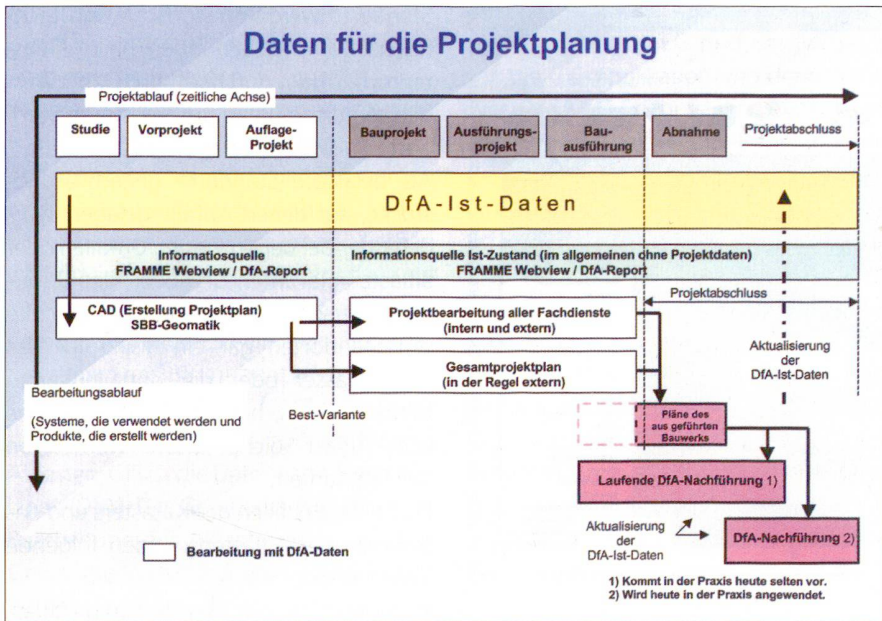 Daten für die Projektplanung
Projektablauf (zeitliche Achse)
Studie
Vorprojekt
Auflage-
Projekt
Bauprojekt
Ausführungs-
projekt
Bau-
ausführung
Abnahme
Projektabschluss
DfA-Ist-Daten
Informatiosquelle
FRAMME Webview / DfA-Report
Informationsquelle Ist-Zustand (im allgemeinen ohne Projektdaten)
FRAMME Webview / DfA-Report
Projektabschluss
CAD (Erstellung Projektplan)
SBB-Geomatik
Projektbearbeitung aller Fachdienste
(intern und extern)
Gesamtprojektplan
(in der Regel extern)
Aktualisierung
der
DfA-Ist-Daten
Bearbeitungsablauf
(Systeme, die verwendet werden und
Produkte, die erstellt werden)
Best-Variante
Pläne des
aus geführten
Bauwerks
Laufende DfA-Nachführung 1)
Aktualisierung
der
DfA-Ist-Daten
DfA-Nachführung 2)
Bearbeitung mit DfA-Daten
1) Kommt in der Praxis heute selten vor.
2) Wird heute in der Praxis angewendet.